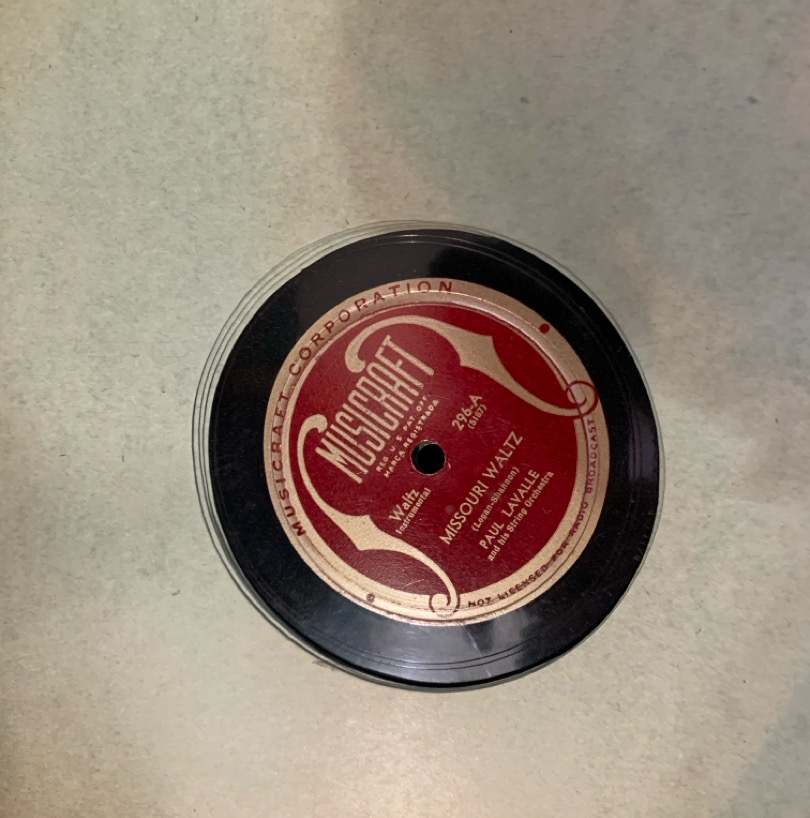 MUSICRAFT CORPORATION
MUSICRAFT
REG. U.S. PAT. OFF.
MARCA REGISTRADA
296-A
(5167)
Waltz
Instrumental
MISSOURI WALTZ
(Logan-Shannon)
PAUL LAVALLE
and his String Orchestra
NOT LICENSED FOR RADIO BROADCAST